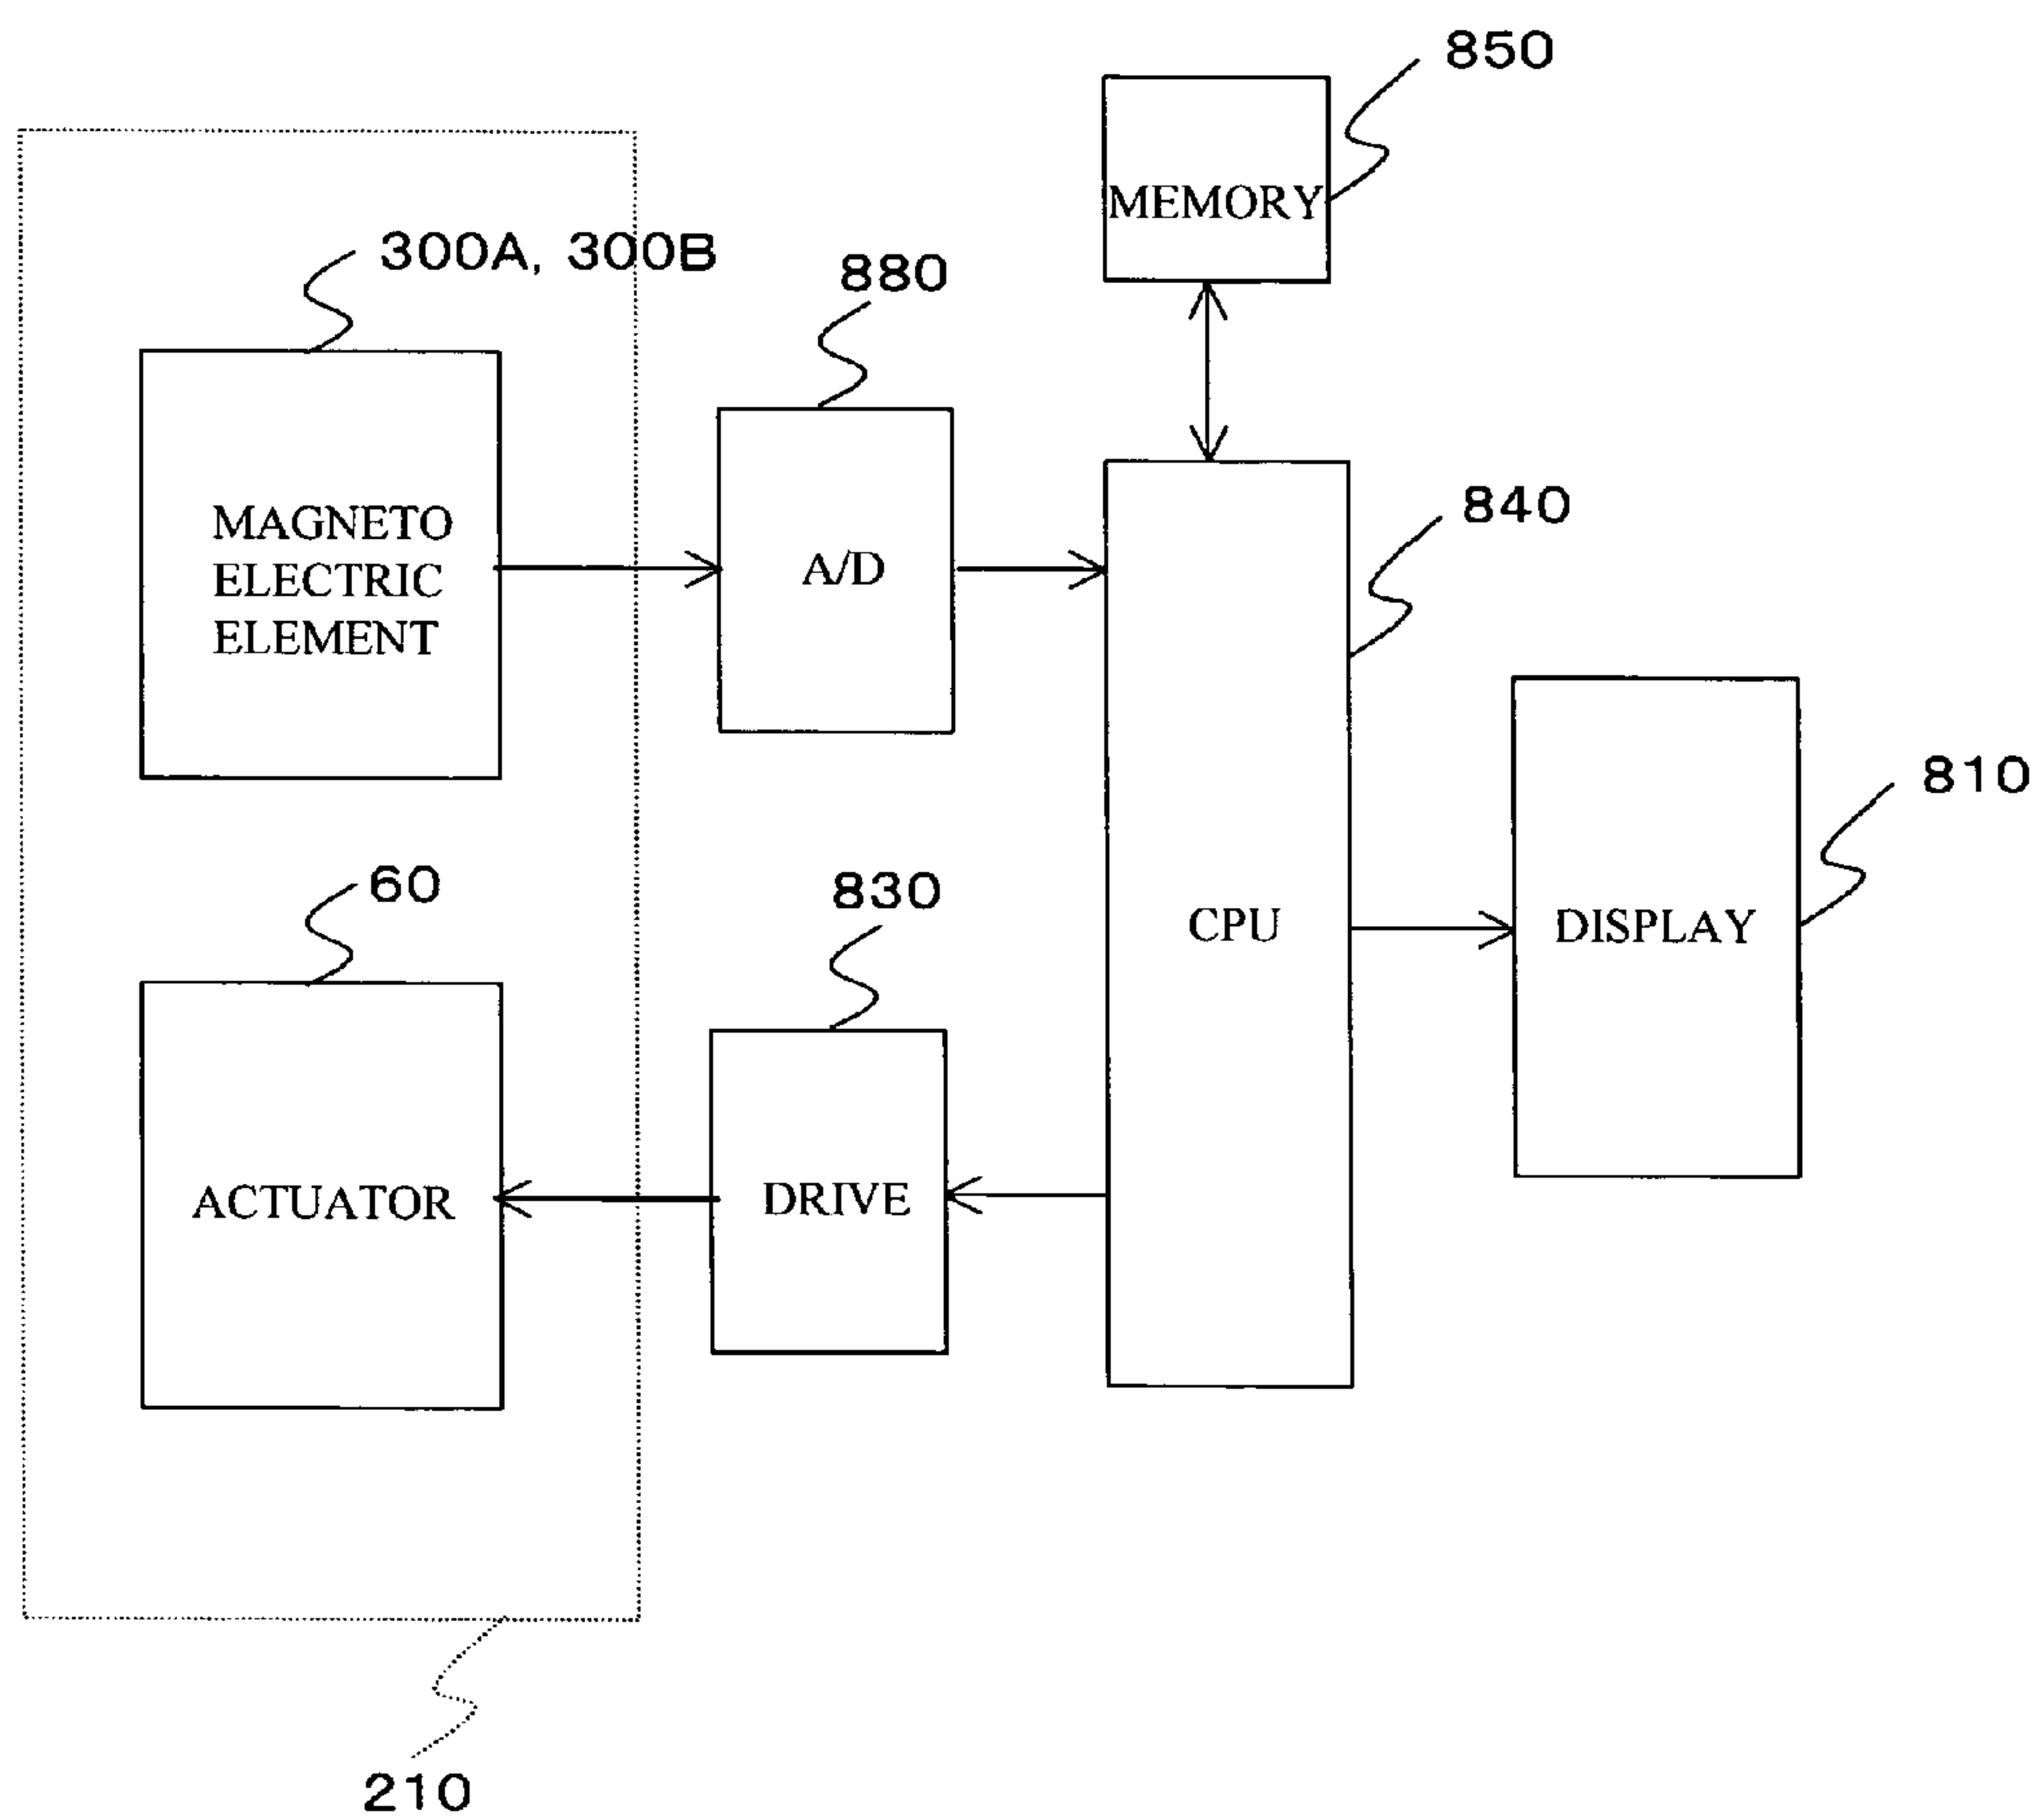 850
MEMORY
300A, 300B
880
MAGNETO
ELECTRIC
ELEMENT
A/D
840
810
60
830
CPU
DISPLAY
ACTUATOR
DRIVE
210